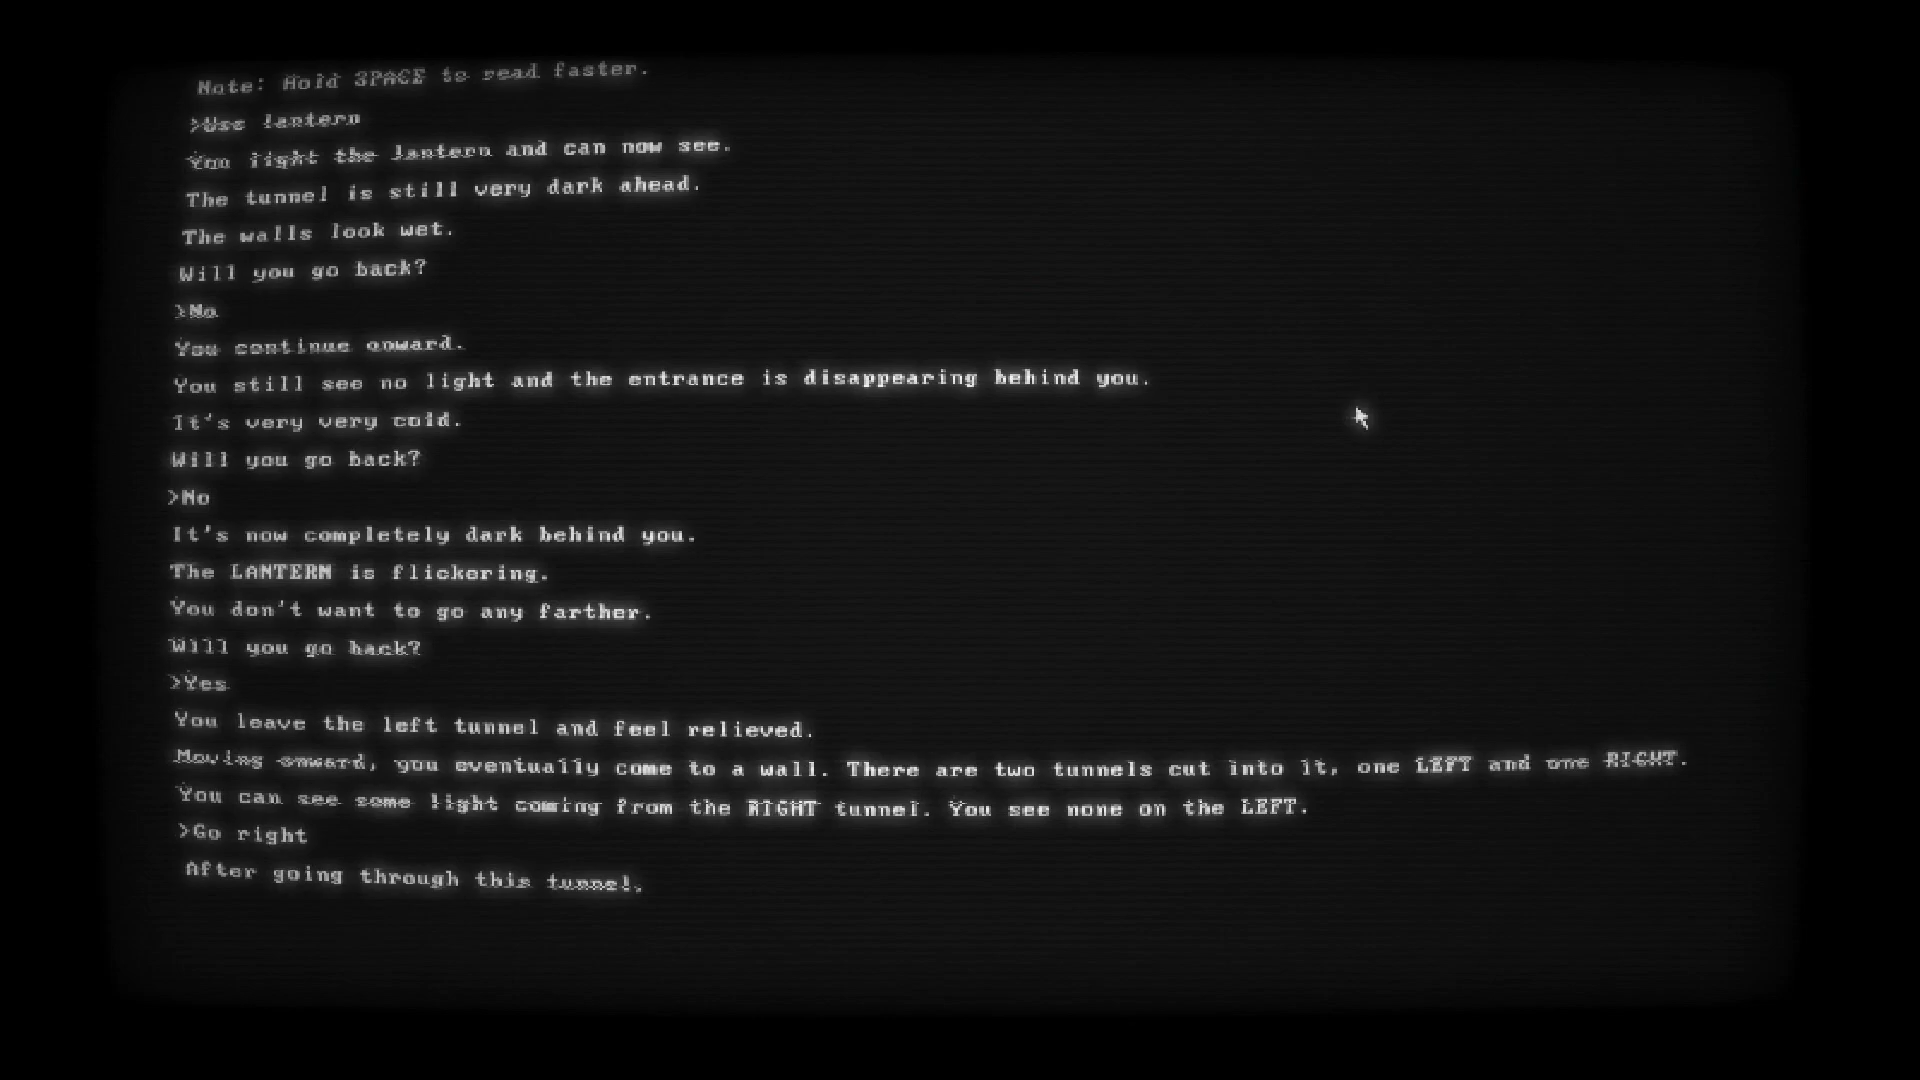 Note: Hold SPACE to read faster.
>Use lantern
You light the lantern and can now see.
The tunnel is still very dark ahead.
The walls look wet.
Will you go back?
>No
You continue onward.
You still see no light and the entrance is disappearing behind you.
It's very very cold.
Will you go back?
>No
It's now completely dark behind you.
The LANTERN is flickering.
You don't want to go any farther.
Will you go back?
>Yes
You leave the left tunnel and feel relieved.
Moving onward, you eventually come to a wall. There are two tunnels cut into it, one LEFT and one RIGHT.
You can see some light coming from the RIGHT tunnel. You see none on the LEFT.
>Go right
After going through this tunnel,